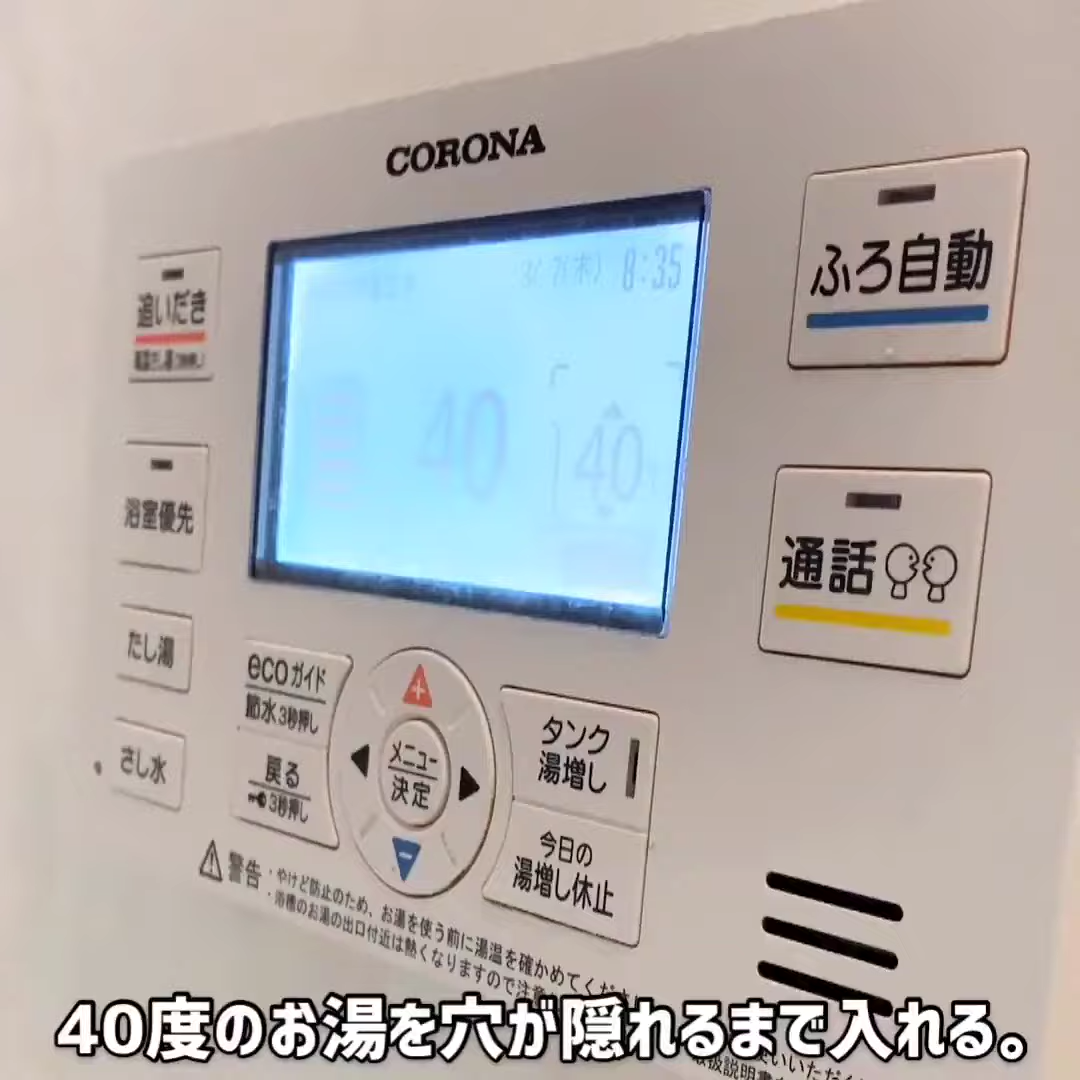 CORONA
追いだき
ふろ自動
8:35
40
40
浴室優先
通話
たし湯
さし水
ecoガイド
節水3秒押し
戻る
3秒押し
+
メニュー
決定
-
タンク
湯増し
今日の
湯増し休止
警告
・やけど防止のため、お湯を使う前に湯温を確かめてください
・浴槽のお湯の出口付近は熱くなりますので注意
40度のお湯を穴が隠れるまで入れる。
取扱説明書